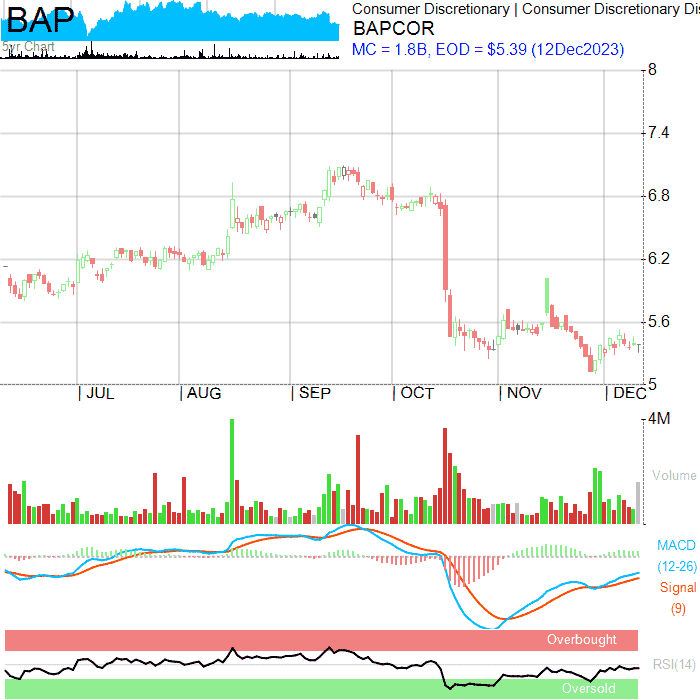 BAP
5yr Chart
Consumer Discretionary | Consumer Discretionary Dis
BAPCOR
MC = 1.8B, EOD = $5.39 (12Dec2023)
8
7.4
6.8
6.2
5.6
5
JUL
AUG
SEP
OCT
NOV
DEC
4M
Volume
MACD
(12-26)
Signal
(9)
Overbought
RSI(14)
Oversold